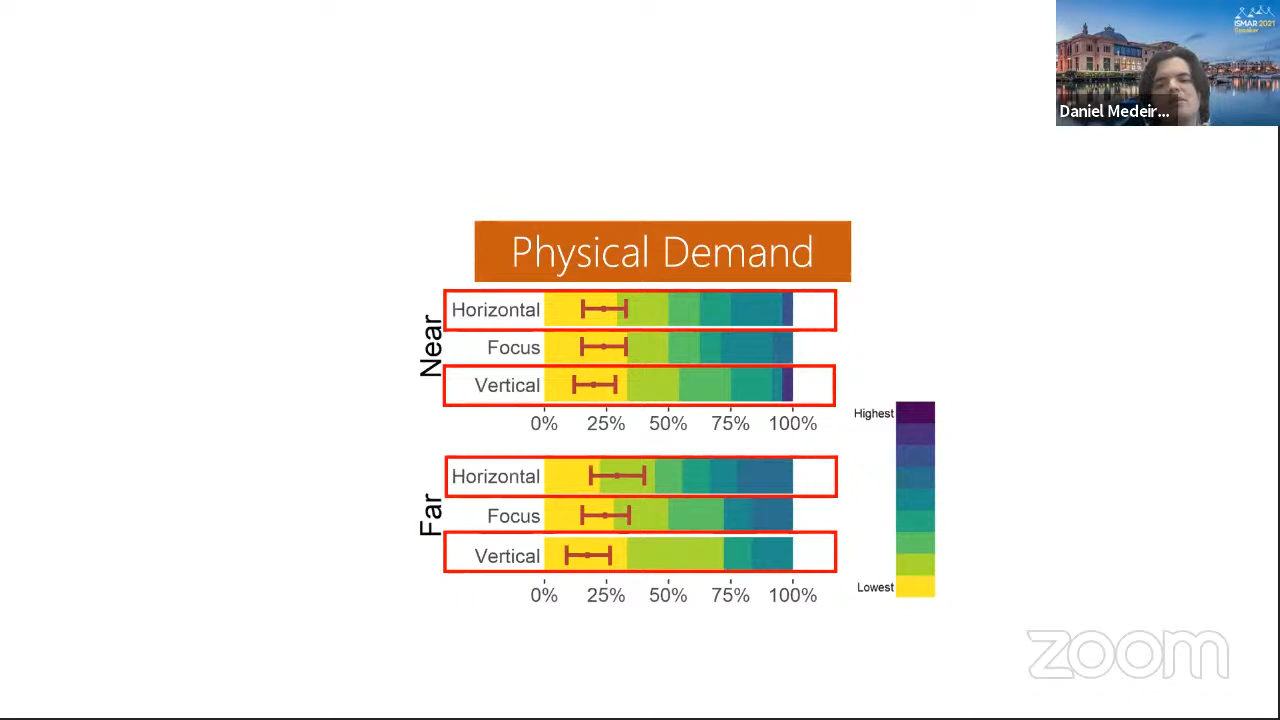 ISMAR 2021
Speaker
Daniel Medeir...
Physical Demand
Near
Horizontal
Focus
Vertical
0% 25% 50% 75% 100%
Highest
Far
Horizontal
Focus
Vertical
Lowest
0% 25% 50% 75% 100%
zoom